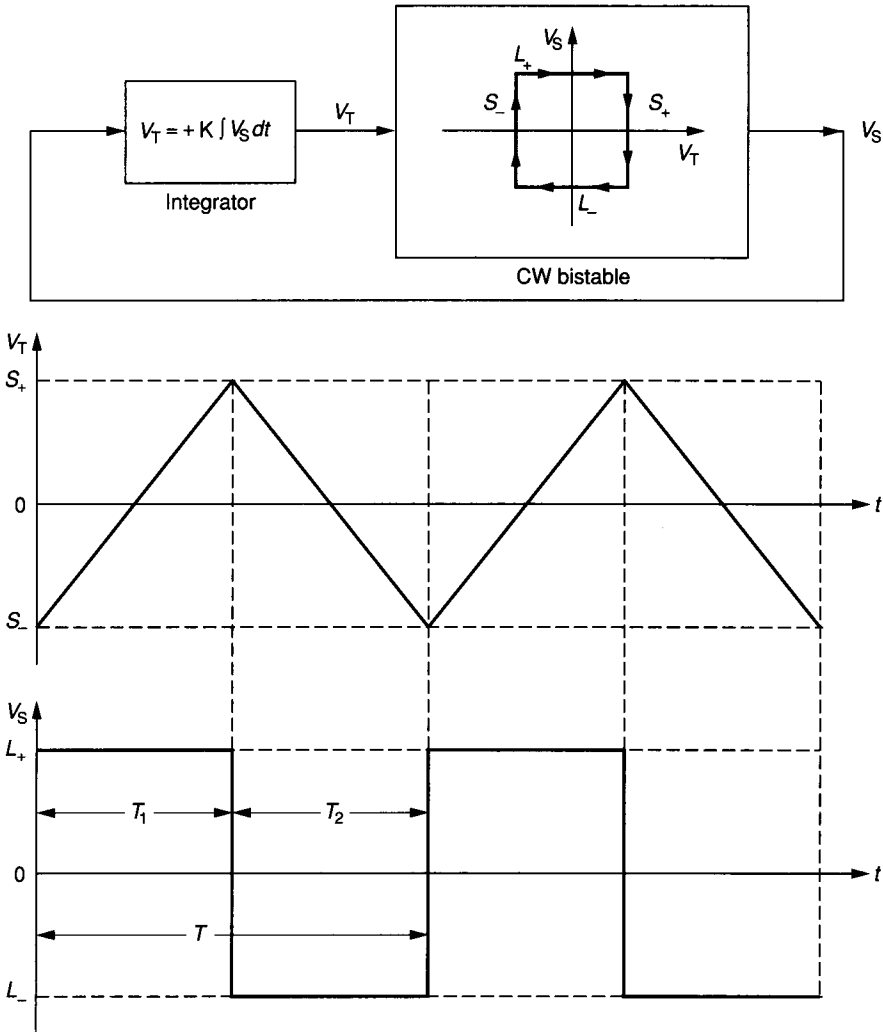 V_S
L_+
S_-
S_+
V_T = + K ∫ V_S dt
V_T
V_S
V_T
L_-
Integrator
CW bistable
V_T
S_+
0
t
S_-
V_S
L_+
T_1
T_2
0
t
T
L_-